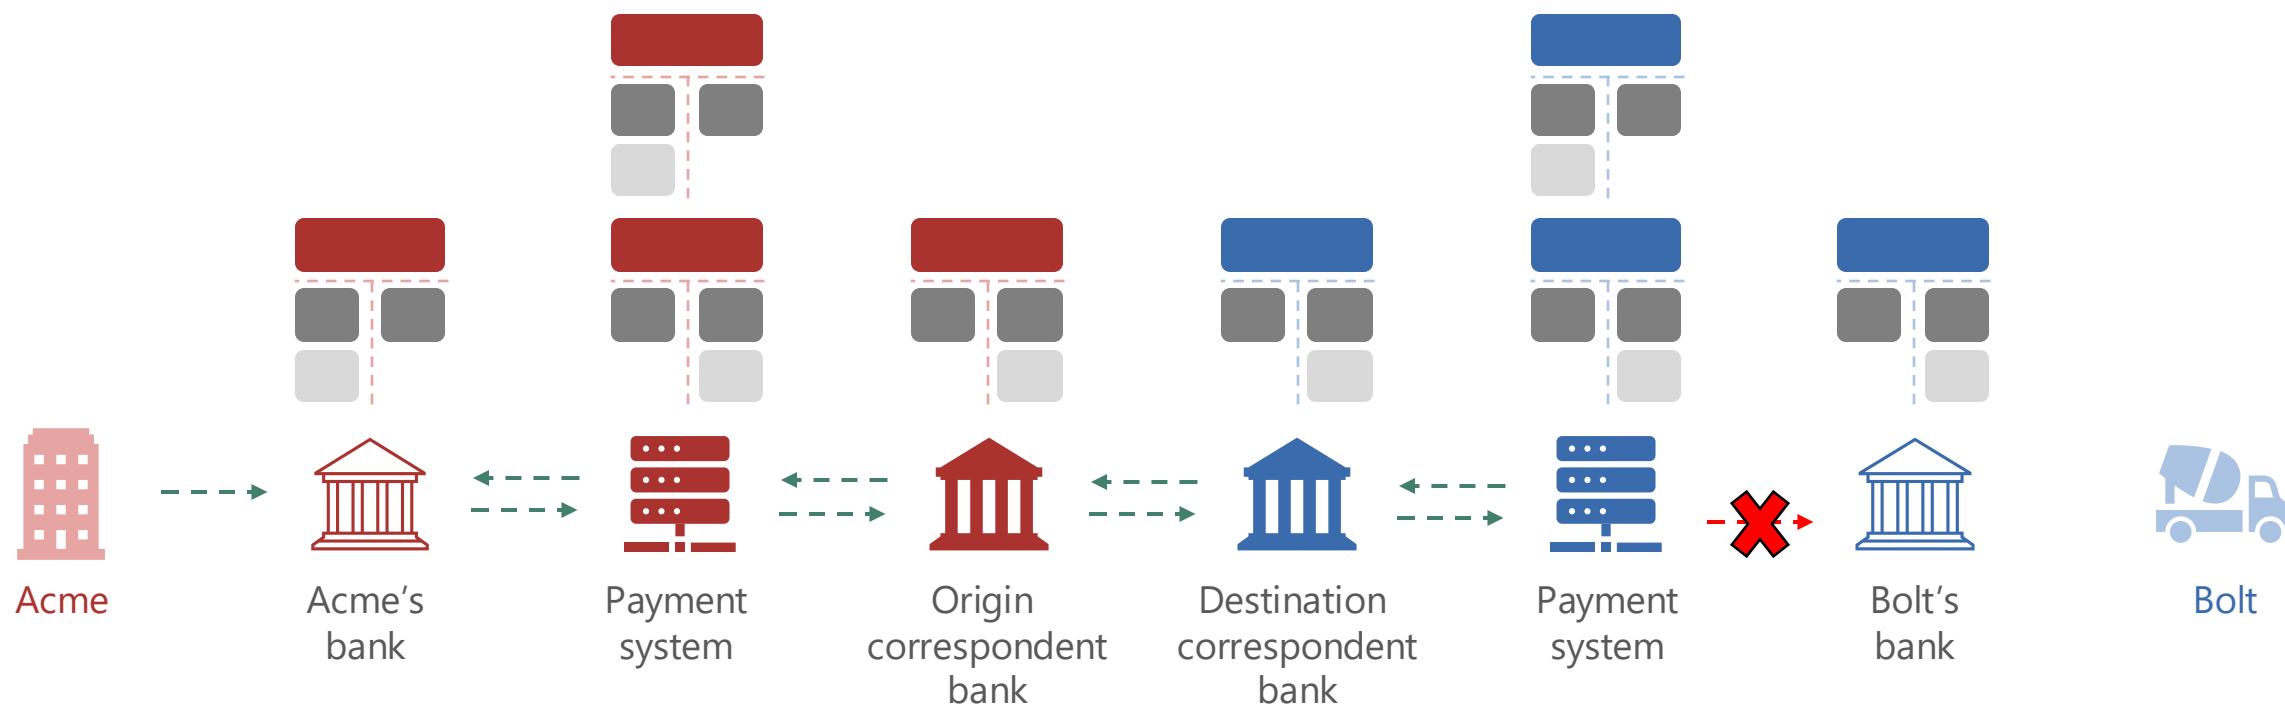 Acme
Acme's
bank
Payment
system
Origin
correspondent
bank
Destination
correspondent
bank
Payment
system
Bolt's
bank
Bolt